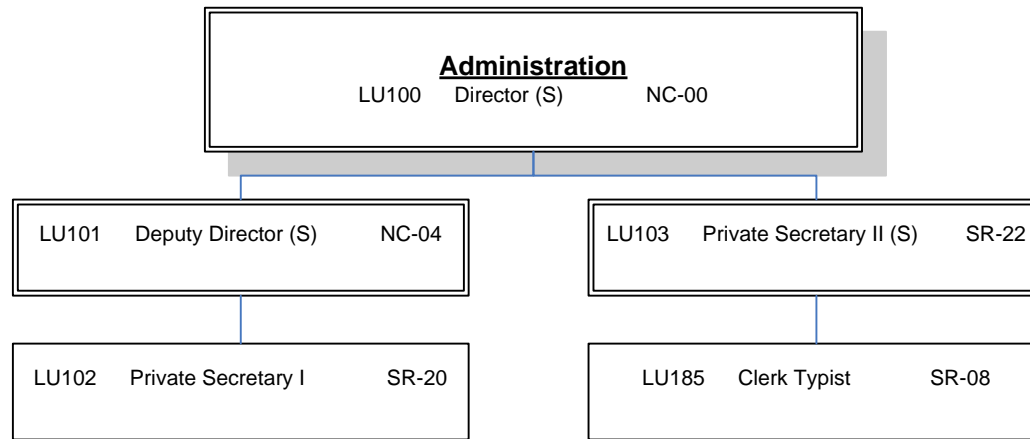 Administration
LU100 Director (S) NC-00
LU101 Deputy Director (S) NC-04
LU103 Private Secretary II (S) SR-22
LU102 Private Secretary I SR-20
LU185 Clerk Typist SR-08